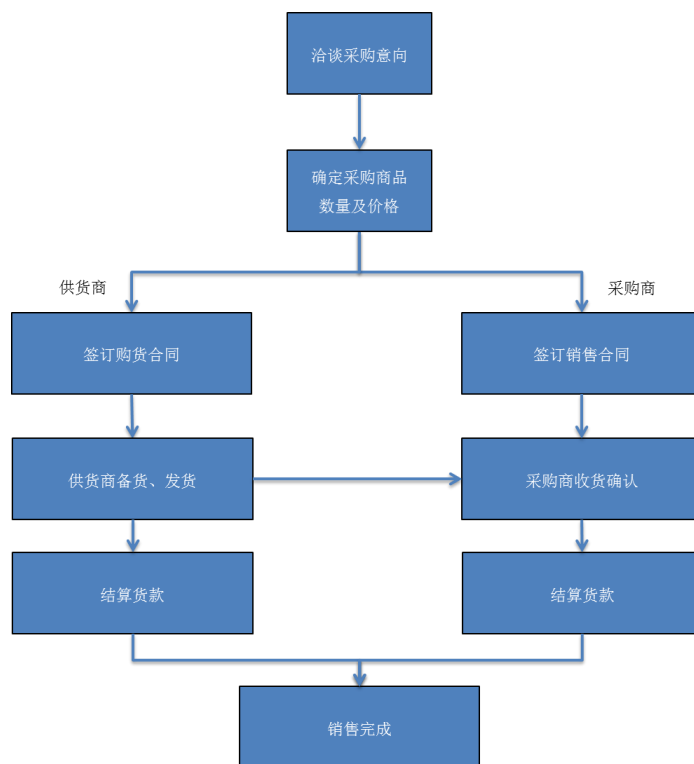 洽谈采购意向
确定采购商品
数量及价格
供货商
采购商
签订购货合同
签订销售合同
供货商备货、发货
采购商收货确认
结算货款
结算货款
销售完成